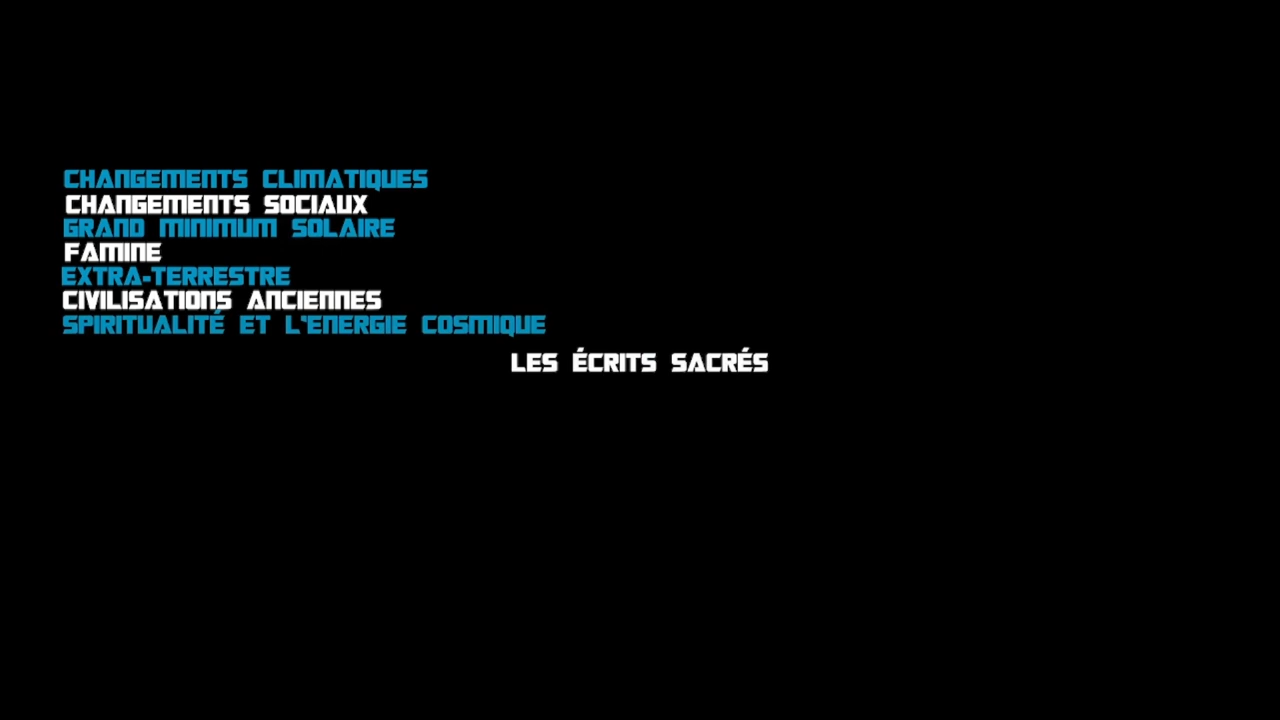 CHANGEMENTS CLIMATIQUES
CHANGEMENTS SOCIAUX
GRAND MINIMUM SOLAIRE
FAMINE
EXTRA-TERRESTRE
CIVILISATIONS ANCIENNES
SPIRITUALITÉ ET L'ENERGIE COSMIQUE
LES ÉCRITS SACRÉS